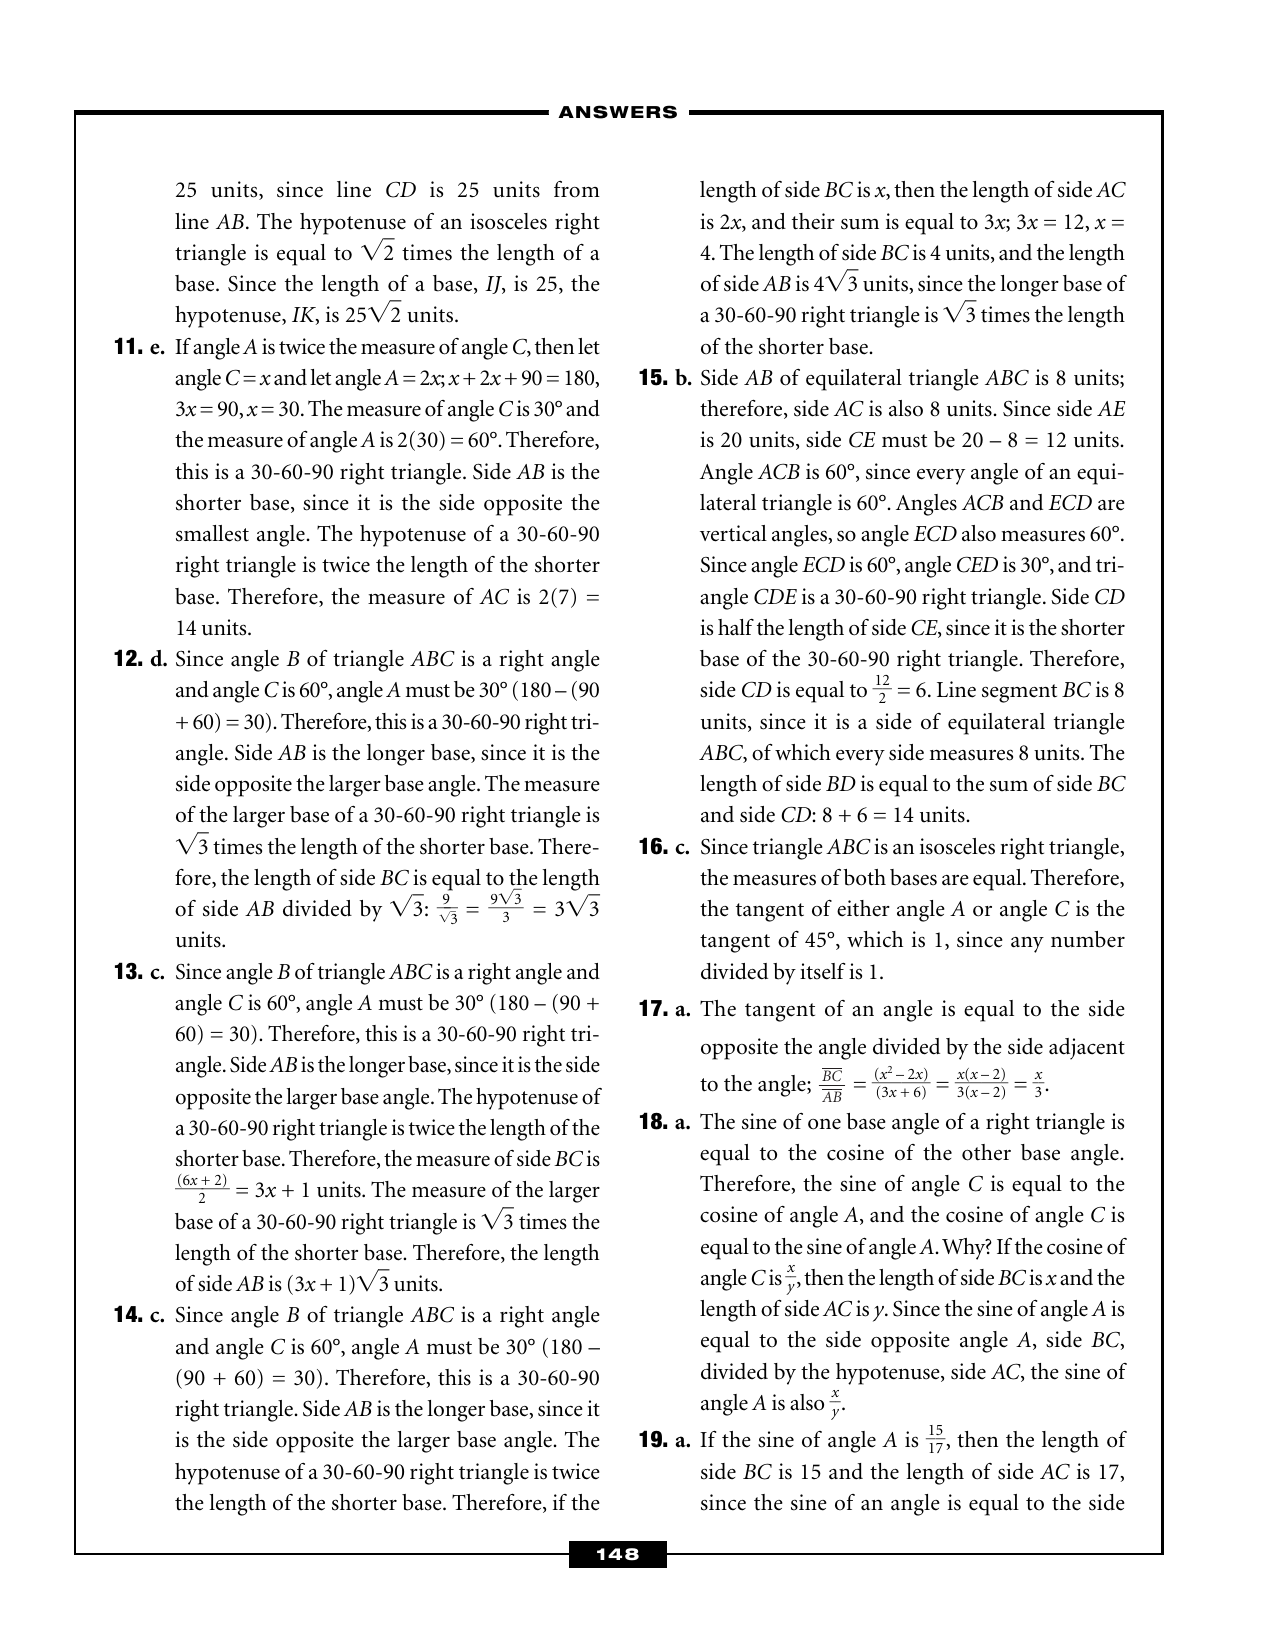 ANSWERS
25 units, since line CD is 25 units from
line AB. The hypotenuse of an isosceles right
triangle is equal to √2 times the length of a
base. Since the length of a base, IJ, is 25, the
hypotenuse, IK, is 25√2 units.
11. e. If angle A is twice the measure of angle C, then let
angle C = x and let angle A = 2x; x + 2x + 90 = 180,
3x = 90, x = 30. The measure of angle C is 30° and
the measure of angle A is 2(30) = 60°. Therefore,
this is a 30-60-90 right triangle. Side AB is the
shorter base, since it is the side opposite the
smallest angle. The hypotenuse of a 30-60-90
right triangle is twice the length of the shorter
base. Therefore, the measure of AC is 2(7) =
14 units.
12. d. Since angle B of triangle ABC is a right angle
and angle C is 60°, angle A must be 30° (180 – (90
+ 60) = 30). Therefore, this is a 30-60-90 right tri-
angle. Side AB is the longer base, since it is the
side opposite the larger base angle. The measure
of the larger base of a 30-60-90 right triangle is
√3 times the length of the shorter base. There-
fore, the length of side BC is equal to the length
of side AB divided by √3: 9/√3 = 9√3/3 = 3√3
units.
13. c. Since angle B of triangle ABC is a right angle and
angle C is 60°, angle A must be 30° (180 – (90 +
60) = 30). Therefore, this is a 30-60-90 right tri-
angle. Side AB is the longer base, since it is the side
opposite the larger base angle. The hypotenuse of
a 30-60-90 right triangle is twice the length of the
shorter base. Therefore, the measure of side BC is
(6x + 2)/2 = 3x + 1 units. The measure of the larger
base of a 30-60-90 right triangle is √3 times the
length of the shorter base. Therefore, the length
of side AB is (3x + 1)√3 units.
14. c. Since angle B of triangle ABC is a right angle
and angle C is 60°, angle A must be 30° (180 –
(90 + 60) = 30). Therefore, this is a 30-60-90
right triangle. Side AB is the longer base, since it
is the side opposite the larger base angle. The
hypotenuse of a 30-60-90 right triangle is twice
the length of the shorter base. Therefore, if the
length of side BC is x, then the length of side AC
is 2x, and their sum is equal to 3x; 3x = 12, x =
4. The length of side BC is 4 units, and the length
of side AB is 4√3 units, since the longer base of
a 30-60-90 right triangle is √3 times the length
of the shorter base.
15. b. Side AB of equilateral triangle ABC is 8 units;
therefore, side AC is also 8 units. Since side AE
is 20 units, side CE must be 20 – 8 = 12 units.
Angle ACB is 60°, since every angle of an equi-
lateral triangle is 60°. Angles ACB and ECD are
vertical angles, so angle ECD also measures 60°.
Since angle ECD is 60°, angle CED is 30°, and tri-
angle CDE is a 30-60-90 right triangle. Side CD
is half the length of side CE, since it is the shorter
base of the 30-60-90 right triangle. Therefore,
side CD is equal to 12/2 = 6. Line segment BC is 8
units, since it is a side of equilateral triangle
ABC, of which every side measures 8 units. The
length of side BD is equal to the sum of side BC
and side CD: 8 + 6 = 14 units.
16. c. Since triangle ABC is an isosceles right triangle,
the measures of both bases are equal. Therefore,
the tangent of either angle A or angle C is the
tangent of 45°, which is 1, since any number
divided by itself is 1.
17. a. The tangent of an angle is equal to the side
opposite the angle divided by the side adjacent
to the angle; B̅C̅/A̅B̅ = (x² – 2x)/(3x + 6) = x(x – 2)/3(x – 2) = x/3.
18. a. The sine of one base angle of a right triangle is
equal to the cosine of the other base angle.
Therefore, the sine of angle C is equal to the
cosine of angle A, and the cosine of angle C is
equal to the sine of angle A. Why? If the cosine of
angle C is x/y, then the length of side BC is x and the
length of side AC is y. Since the sine of angle A is
equal to the side opposite angle A, side BC,
divided by the hypotenuse, side AC, the sine of
angle A is also x/y.
19. a. If the sine of angle A is 15/17, then the length of
side BC is 15 and the length of side AC is 17,
since the sine of an angle is equal to the side
148